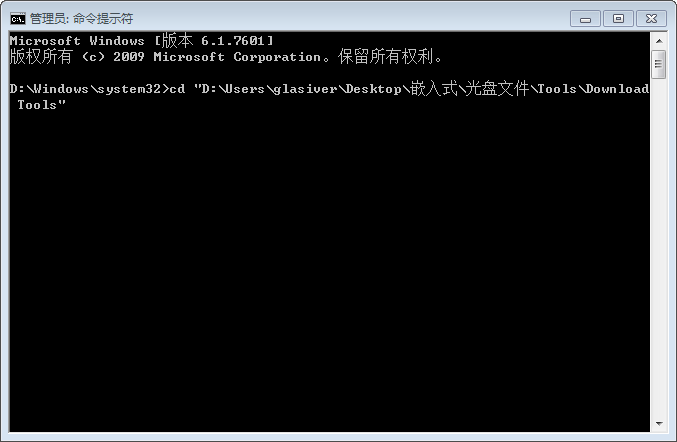 管理员: 命令提示符
Microsoft Windows [版本 6.1.7601]
版权所有 (c) 2009 Microsoft Corporation。保留所有权利。
D:\Windows\system32>cd "D:\Users\glasiver\Desktop\嵌入式\光盘文件\Tools\Download
Tools"